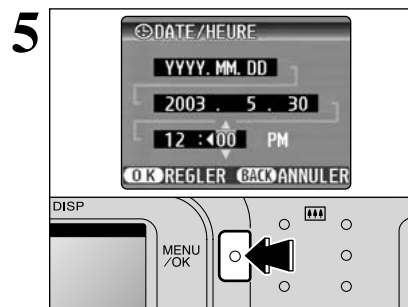 5
DATE/HEURE
YYYY. MM. DD
2003 . 5 . 30
12 : 00 PM
OK REGLER BACK ANNULER
DISP
MENU
/OK